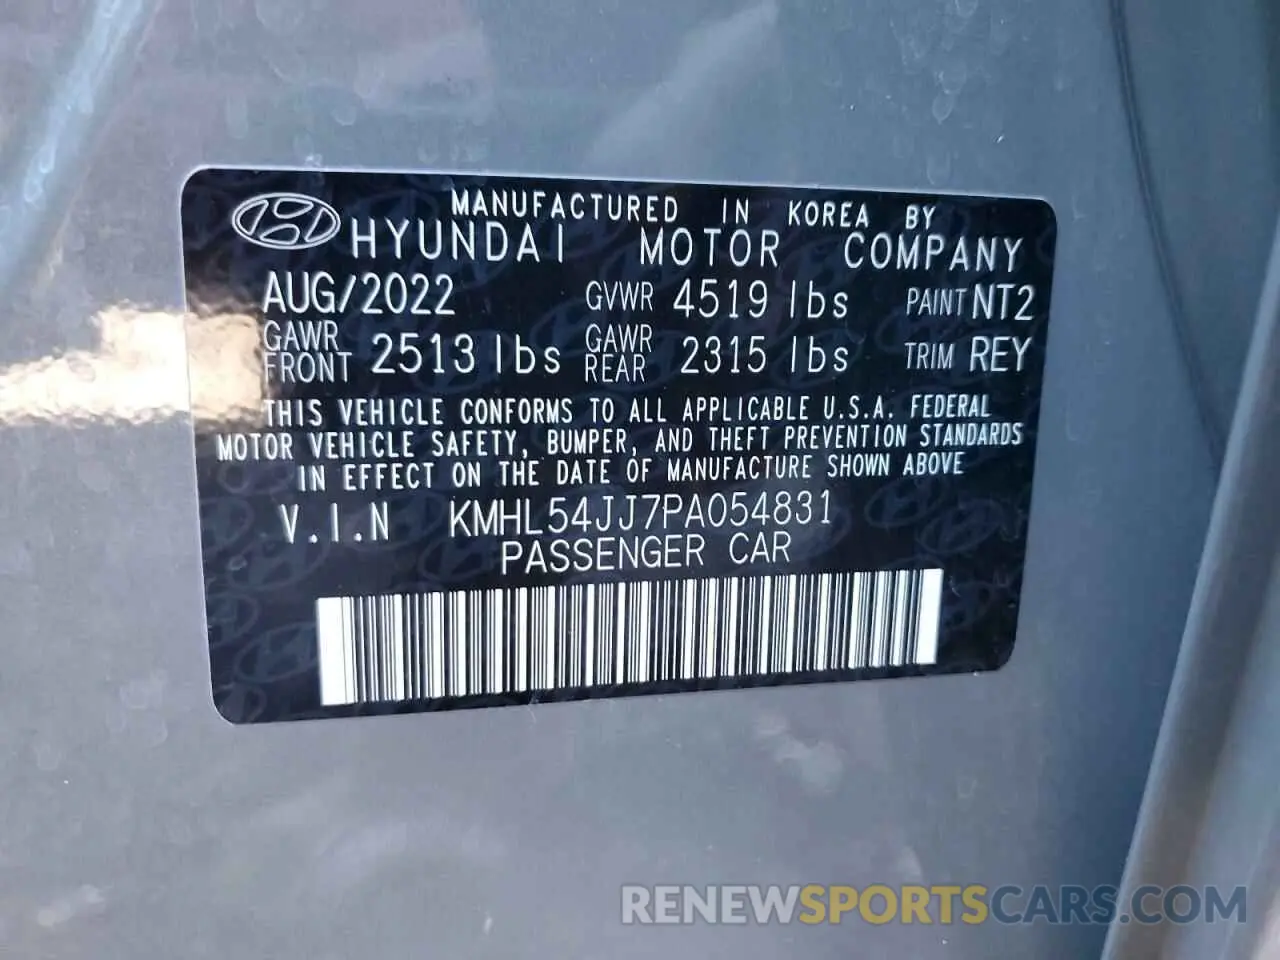 MANUFACTURED IN KOREA BY
HYUNDAI MOTOR COMPANY
AUG/2022 GVWR 4519 lbs PAINT NT2
GAWR FRONT 2513 lbs GAWR REAR 2315 lbs TRIM REY
THIS VEHICLE CONFORMS TO ALL APPLICABLE U.S.A. FEDERAL
MOTOR VEHICLE SAFETY, BUMPER, AND THEFT PREVENTION STANDARDS
IN EFFECT ON THE DATE OF MANUFACTURE SHOWN ABOVE
V.I.N KMHL54JJ7PA054831
PASSENGER CAR
RENEWSPORTSCARS.COM